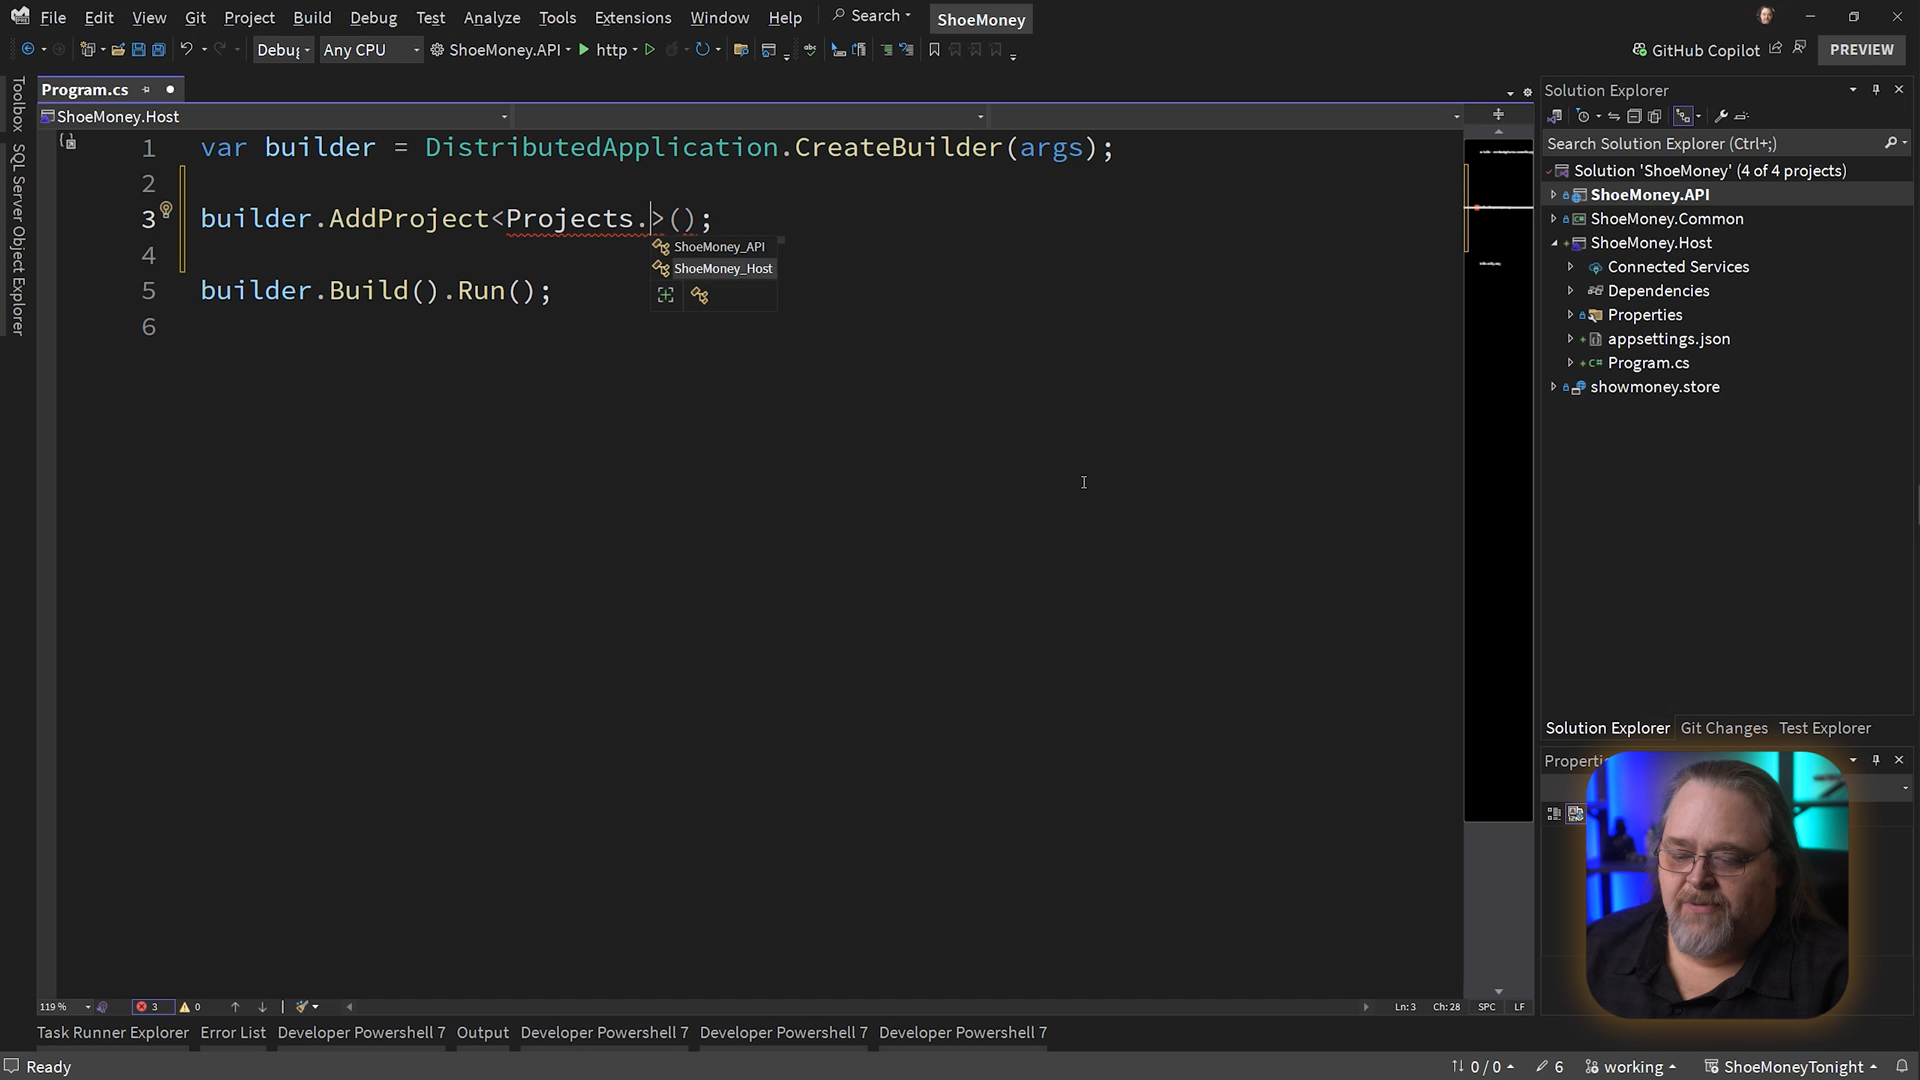 File Edit View Git Project Build Debug Test Analyze Tools Extensions Window Help Search ShoeMoney
Debug Any CPU ShoeMoney.API http GitHub Copilot PREVIEW
Toolbox
SQL Server Object Explorer
Program.cs
ShoeMoney.Host
1 var builder = DistributedApplication.CreateBuilder(args);
2
3 builder.AddProject<Projects.>();
ShoeMoney_API
ShoeMoney_Host
4
5 builder.Build().Run();
6
Solution Explorer
Search Solution Explorer (Ctrl+;)
Solution 'ShoeMoney' (4 of 4 projects)
ShoeMoney.API
ShoeMoney.Common
ShoeMoney.Host
Connected Services
Dependencies
Properties
appsettings.json
Program.cs
showmoney.store
Solution Explorer Git Changes Test Explorer
119 % 3 0 Ln:3 Ch:28 SPC LF
Task Runner Explorer Error List Developer Powershell 7 Output Developer Powershell 7 Developer Powershell 7 Developer Powershell 7
Ready 0 / 0 6 working ShoeMoneyTonight